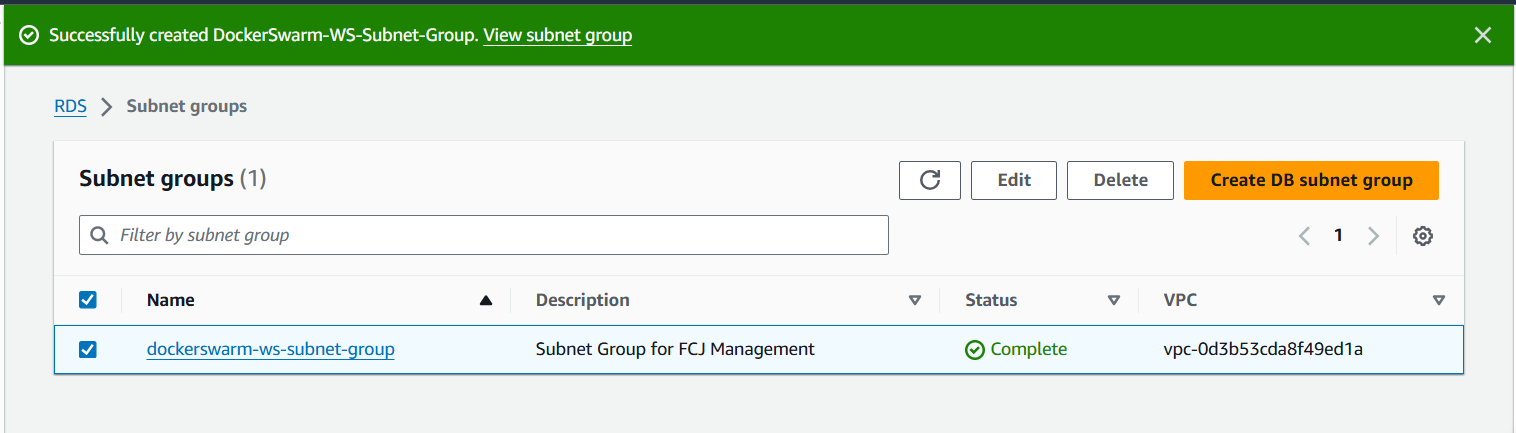 Successfully created DockerSwarm-WS-Subnet-Group. View subnet group
RDS Subnet groups
Subnet groups (1)
Edit Delete Create DB subnet group
Filter by subnet group
1
Name Description Status VPC
dockerswarm-ws-subnet-group Subnet Group for FCJ Management Complete vpc-0d3b53cda8f49ed1a